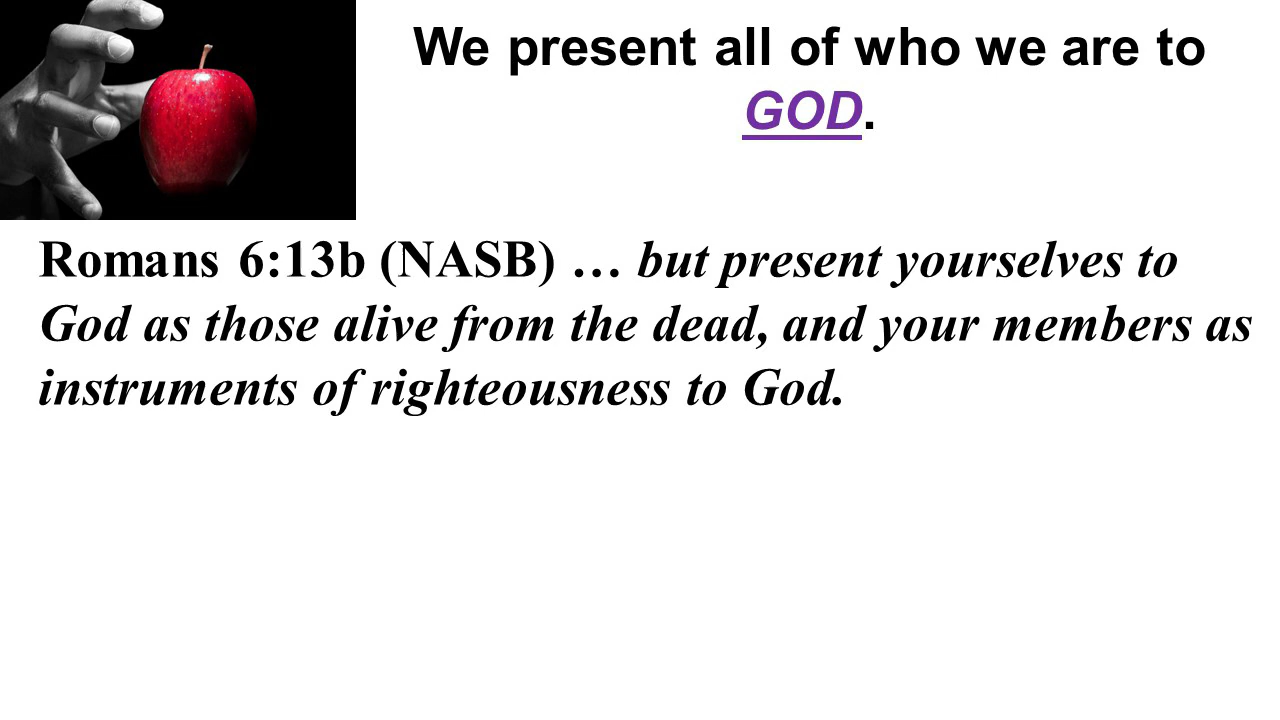 We present all of who we are to
GOD.
Romans 6:13b (NASB) … but present yourselves to
God as those alive from the dead, and your members as
instruments of righteousness to God.